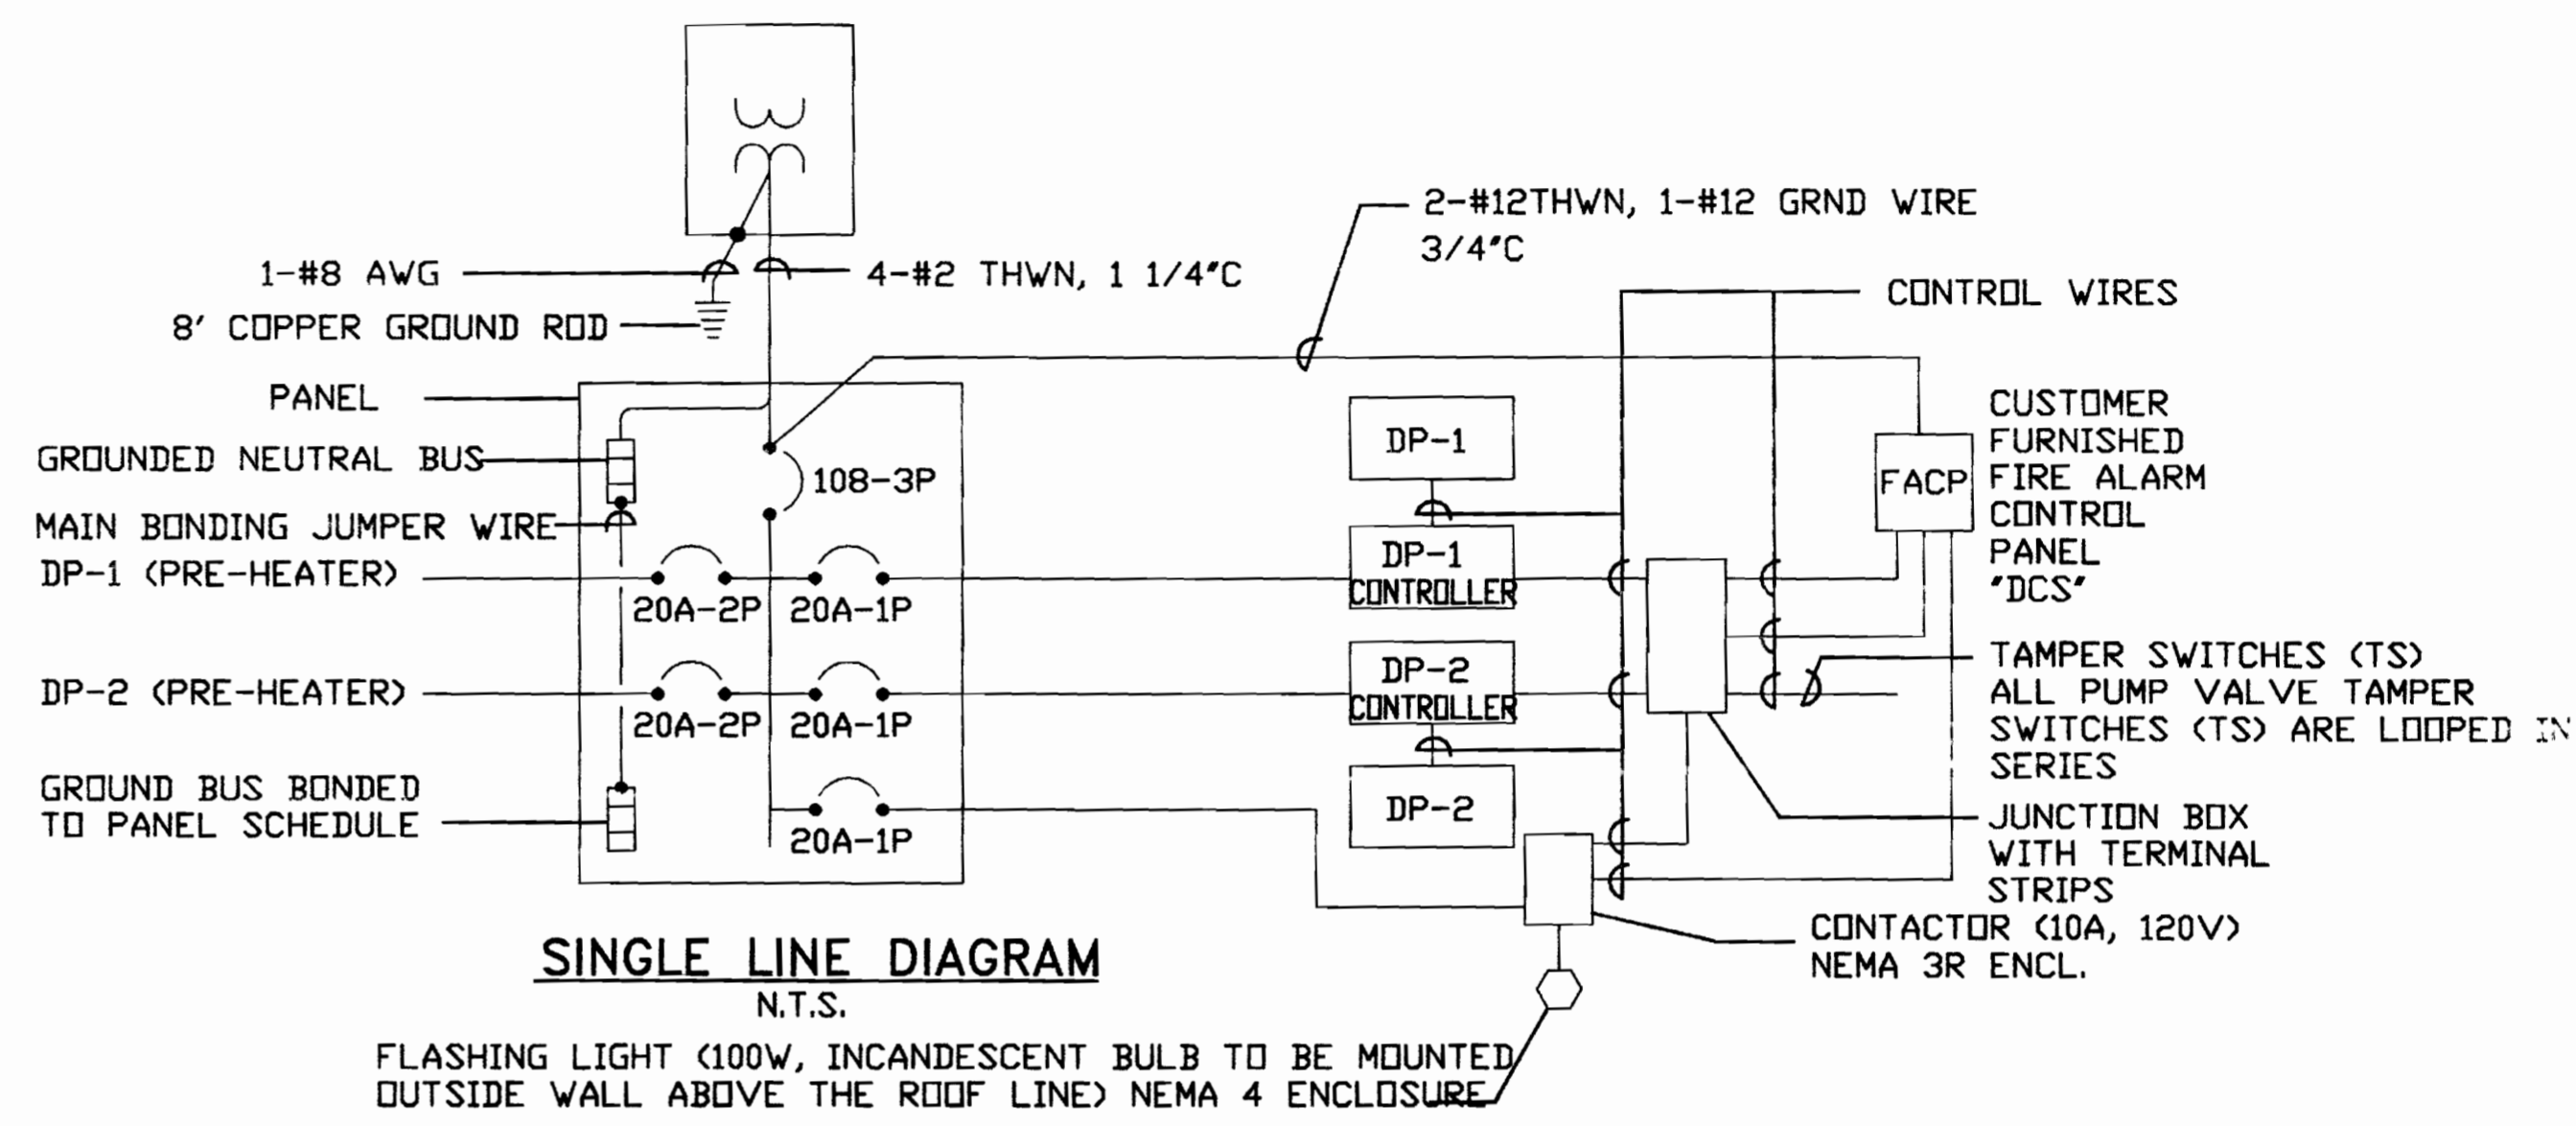 2-#12THWN, 1-#12 GRND WIRE
3/4"C
1-#8 AWG
4-#2 THWN, 1 1/4"C
CONTROL WIRES
8' COPPER GROUND ROD
PANEL
GROUNDED NEUTRAL BUS
108-3P
MAIN BONDING JUMPER WIRE
DP-1 (PRE-HEATER)
20A-2P
20A-1P
DP-2 (PRE-HEATER)
20A-2P
20A-1P
GROUND BUS BONDED
TO PANEL SCHEDULE
20A-1P
DP-1
DP-1
CONTROLLER
DP-2
CONTROLLER
DP-2
FACP
CUSTOMER
FURNISHED
FIRE ALARM
CONTROL
PANEL
"DCS"
TAMPER SWITCHES (TS)
ALL PUMP VALVE TAMPER
SWITCHES (TS) ARE LOOPED IN
SERIES
JUNCTION BOX
WITH TERMINAL
STRIPS
CONTACTOR (10A, 120V)
NEMA 3R ENCL.
SINGLE LINE DIAGRAM
N.T.S.
FLASHING LIGHT (100W, INCANDESCENT BULB TO BE MOUNTED
OUTSIDE WALL ABOVE THE ROOF LINE) NEMA 4 ENCLOSURE